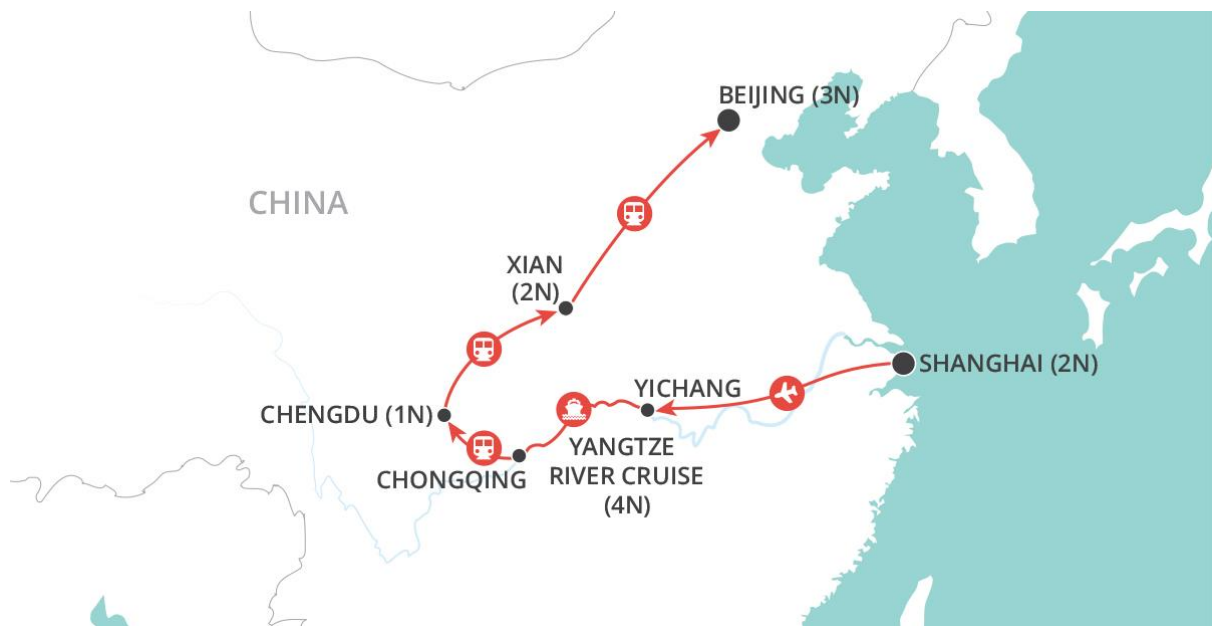 BEIJING (3N)
CHINA
XIAN
(2N)
SHANGHAI (2N)
YICHANG
CHENGDU (1N)
YANGTZE
RIVER CRUISE
(4N)
CHONGQING